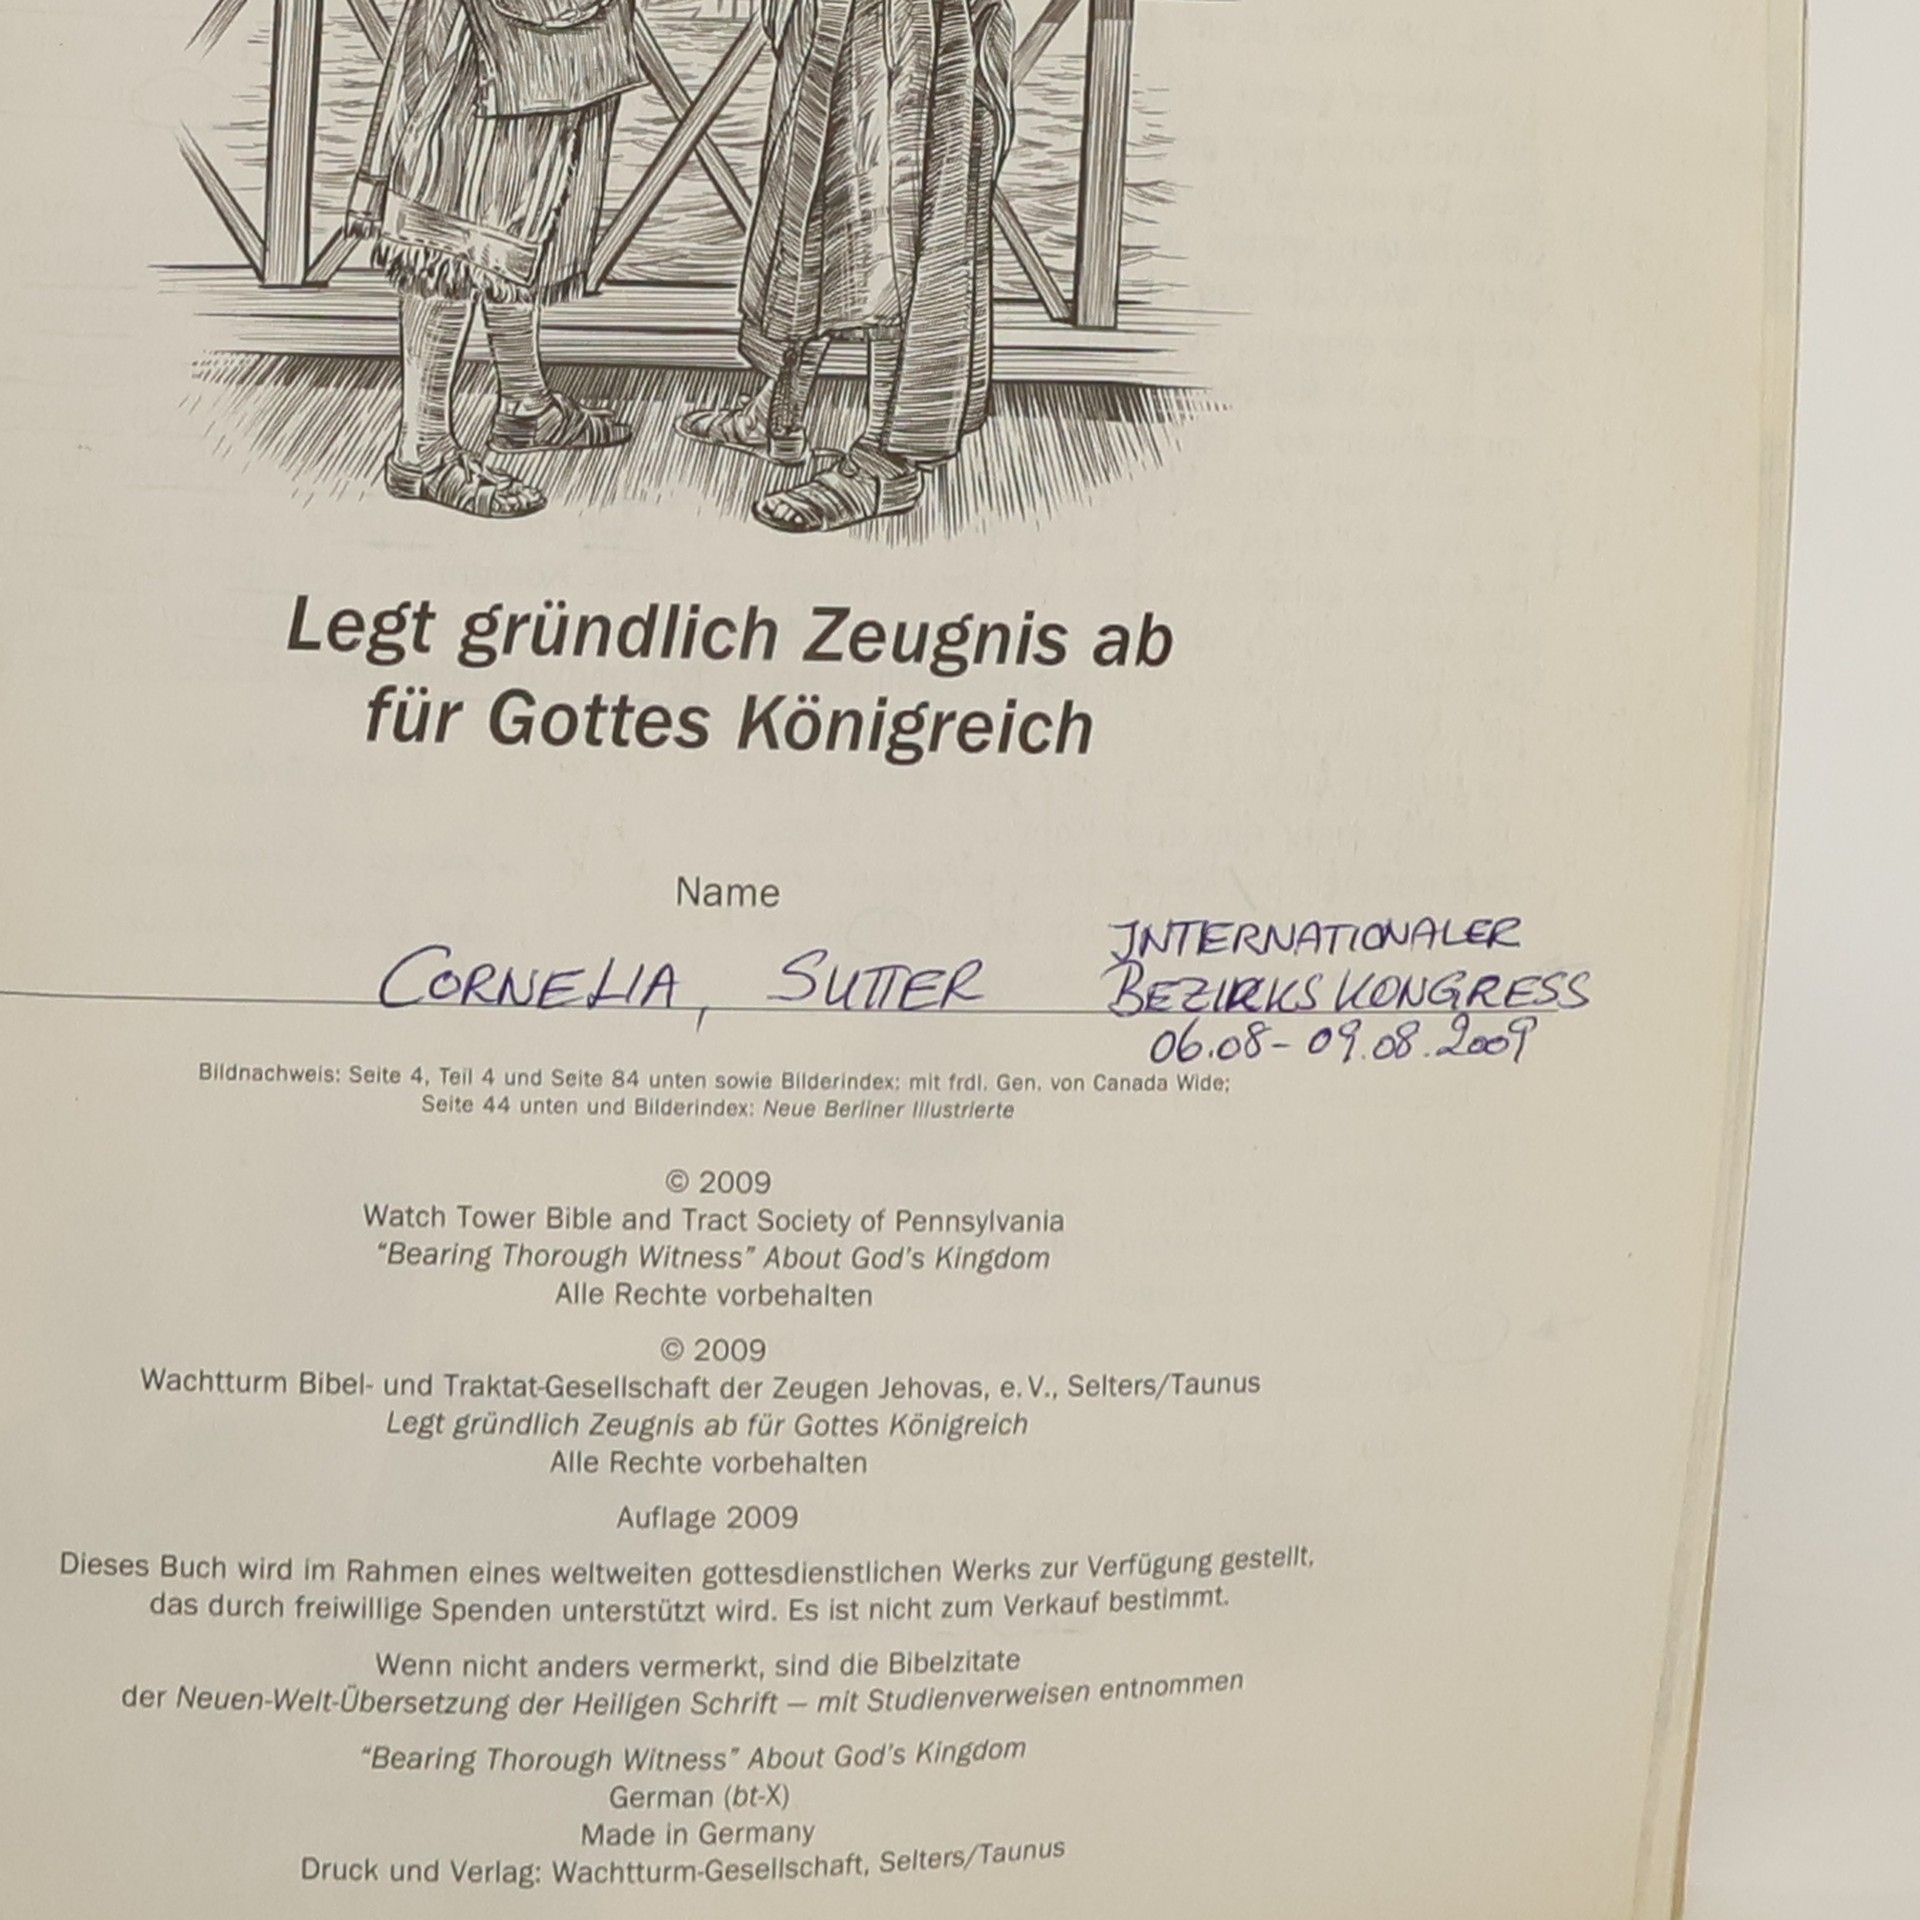 Legt gründlich Zeugnis ab
für Gottes Königreich
Name
CORNELIA, SUTTER
INTERNATIONALER
BEZIRKSKONGRESS
06.08-09.08.2009
Bildnachweis: Seite 4, Teil 4 und Seite 84 unten sowie Bilderindex: mit frdl. Gen. von Canada Wide;
Seite 44 unten und Bilderindex: Neue Berliner Illustrierte
© 2009
Watch Tower Bible and Tract Society of Pennsylvania
“Bearing Thorough Witness” About God’s Kingdom
Alle Rechte vorbehalten
© 2009
Wachtturm Bibel- und Traktat-Gesellschaft der Zeugen Jehovas, e. V., Selters/Taunus
Legt gründlich Zeugnis ab für Gottes Königreich
Alle Rechte vorbehalten
Auflage 2009
Dieses Buch wird im Rahmen eines weltweiten gottesdienstlichen Werks zur Verfügung gestellt,
das durch freiwillige Spenden unterstützt wird. Es ist nicht zum Verkauf bestimmt.
Wenn nicht anders vermerkt, sind die Bibelzitate
der Neuen-Welt-Übersetzung der Heiligen Schrift — mit Studienverweisen entnommen
“Bearing Thorough Witness” About God’s Kingdom
German (bt-X)
Made in Germany
Druck und Verlag: Wachtturm-Gesellschaft, Selters/Taunus